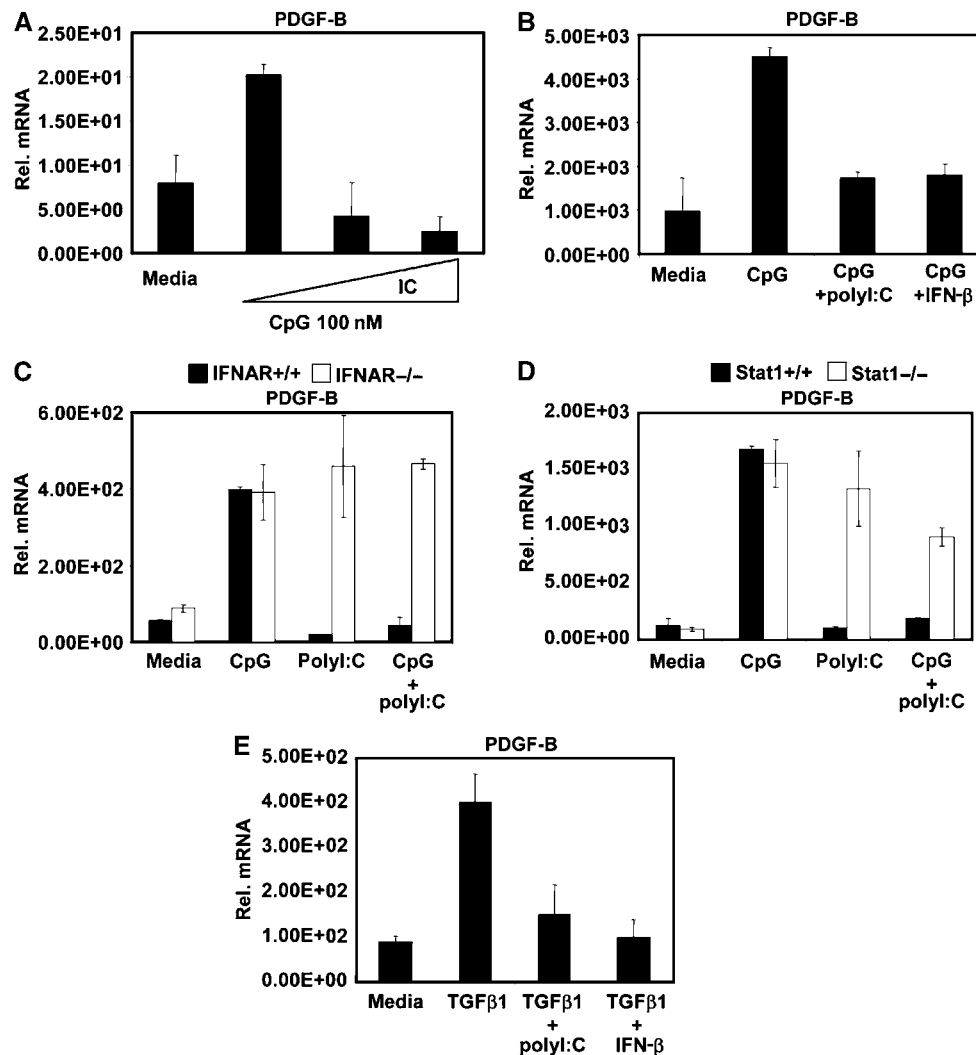 A
PDGF-B
2.50E+01
2.00E+01
1.50E+01
1.00E+01
5.00E+00
0.00E+00
Rel. mRNA
Media
IC
CpG 100 nM
B
PDGF-B
5.00E+03
4.00E+03
3.00E+03
2.00E+03
1.00E+03
0.00E+00
Rel. mRNA
Media
CpG
CpG
+polyI:C
CpG
+IFN-β
C
IFNAR+/+
IFNAR–/–
PDGF-B
6.00E+02
4.00E+02
2.00E+02
0.00E+00
Rel. mRNA
Media
CpG
PolyI:C
CpG
+
polyI:C
D
Stat1+/+
Stat1–/–
PDGF-B
2.00E+03
1.50E+03
1.00E+03
5.00E+02
0.00E+00
Rel. mRNA
Media
CpG
PolyI:C
CpG
+
polyI:C
E
PDGF-B
5.00E+02
4.00E+02
3.00E+02
2.00E+02
1.00E+02
0.00E+00
Rel. mRNA
Media
TGFβ1
TGFβ1
+
polyI:C
TGFβ1
+
IFN-β